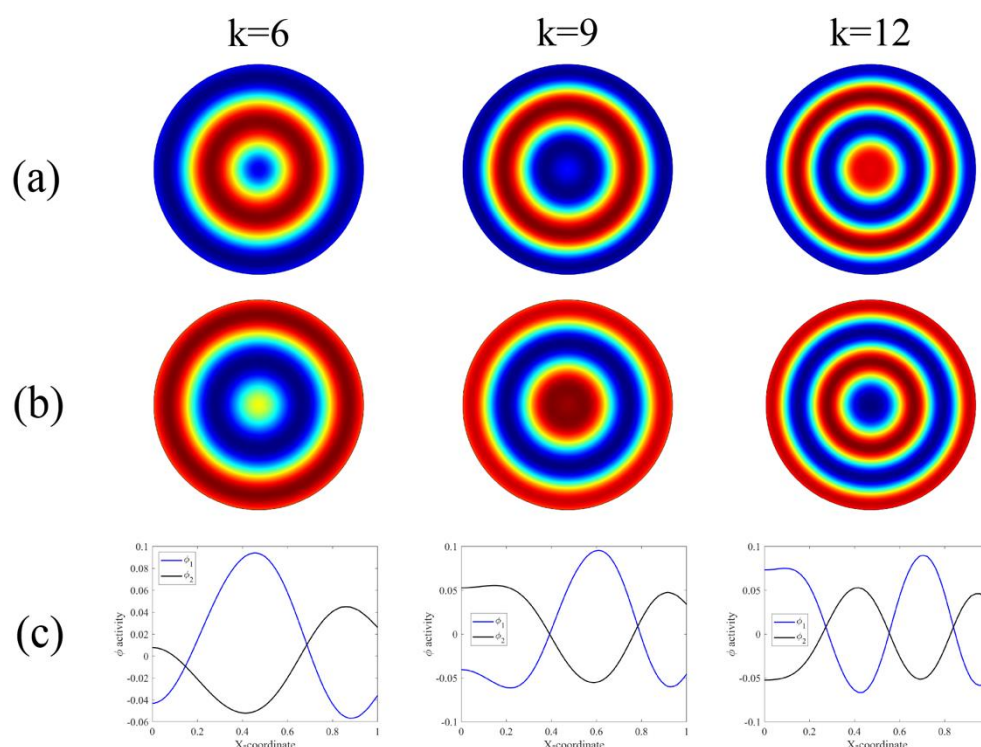 k=6 k=9 k=12
(a)
(b)
(c)
0.1 0.1 0.1
ϕ1 ϕ2
0.08
0.06
0.04
0.02
0
-0.02
-0.04
-0.06
ϕ activity
0 0.2 0.4 0.6 0.8 1
X-coordinate
0.05
0
-0.05
-0.1
ϕ1
ϕ2
ϕ activity
0 0.2 0.4 0.6 0.8 1
X-coordinate
0.05
0
-0.05
-0.1
ϕ1
ϕ2
ϕ activity
0 0.2 0.4 0.6 0.8
X-coordinate